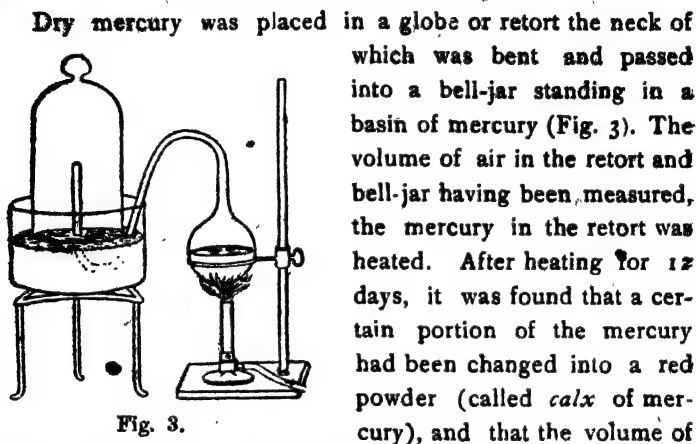 Dry mercury was placed in a globe or retort the neck of
which was bent and passed
into a bell-jar standing in a
basin of mercury (Fig. 3). The
volume of air in the retort and
bell-jar having been measured,
the mercury in the retort was
heated. After heating for 12
days, it was found that a cer-
tain portion of the mercury
had been changed into a red
powder (called calx of mer-
cury), and that the volume of
Fig. 3.